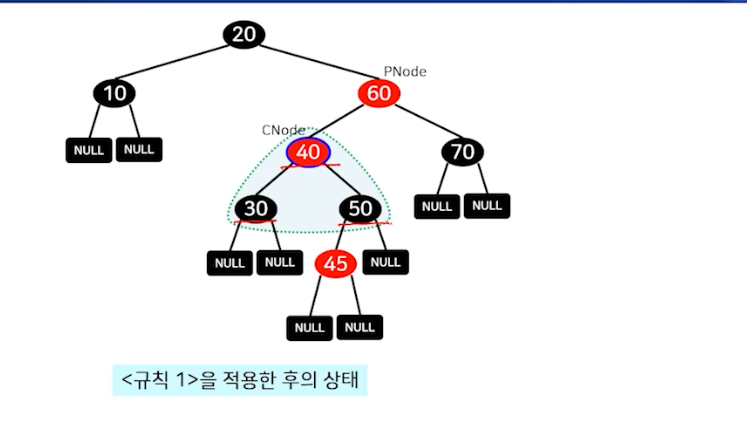 20
PNode
10
60
CNode
NULL NULL
40
70
30
50
NULL NULL
NULL NULL
45
NULL
NULL NULL
<규칙 1>을 적용한 후의 상태